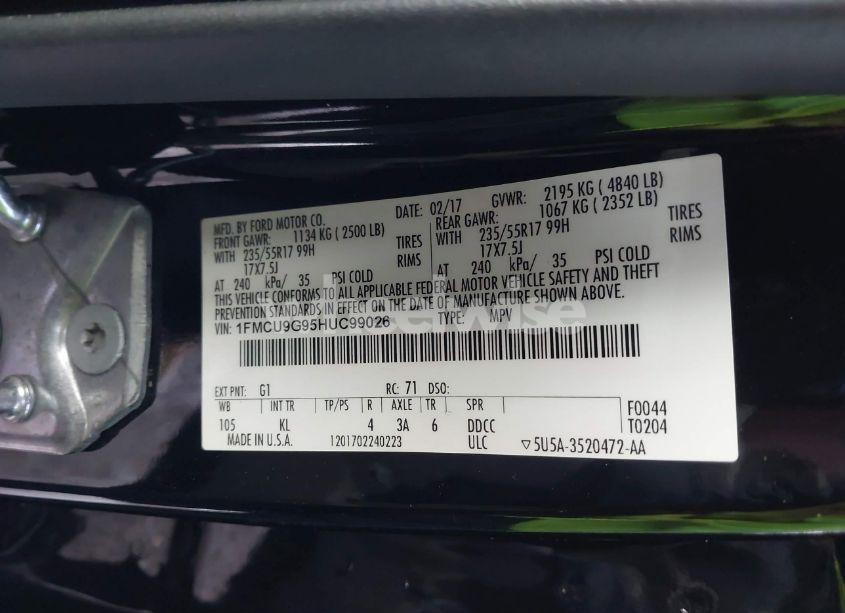 MFD. BY FORD MOTOR CO. DATE: 02/17 GVWR: 2195 KG ( 4840 LB)
FRONT GAWR: 1134 KG ( 2500 LB) REAR GAWR: 1067 KG ( 2352 LB)
WITH 235/55R17 99H TIRES WITH 235/55R17 99H TIRES
17X7.5J RIMS 17X7.5J RIMS
AT 240 kPa/ 35 PSI COLD AT 240 kPa/ 35 PSI COLD
THIS VEHICLE CONFORMS TO ALL APPLICABLE FEDERAL MOTOR VEHICLE SAFETY AND THEFT
PREVENTION STANDARDS IN EFFECT ON THE DATE OF MANUFACTURE SHOWN ABOVE.
VIN: 1FMCU9G95HUC99026 TYPE: MPV
EXT PNT: G1 RC: 71 DSO:
WB INT TR TP/PS R AXLE TR SPR F0044
105 KL 4 3A 6 DDCC T0204
MADE IN U.S.A. 1201702240223 ULC ▽5U5A-3520472-AA